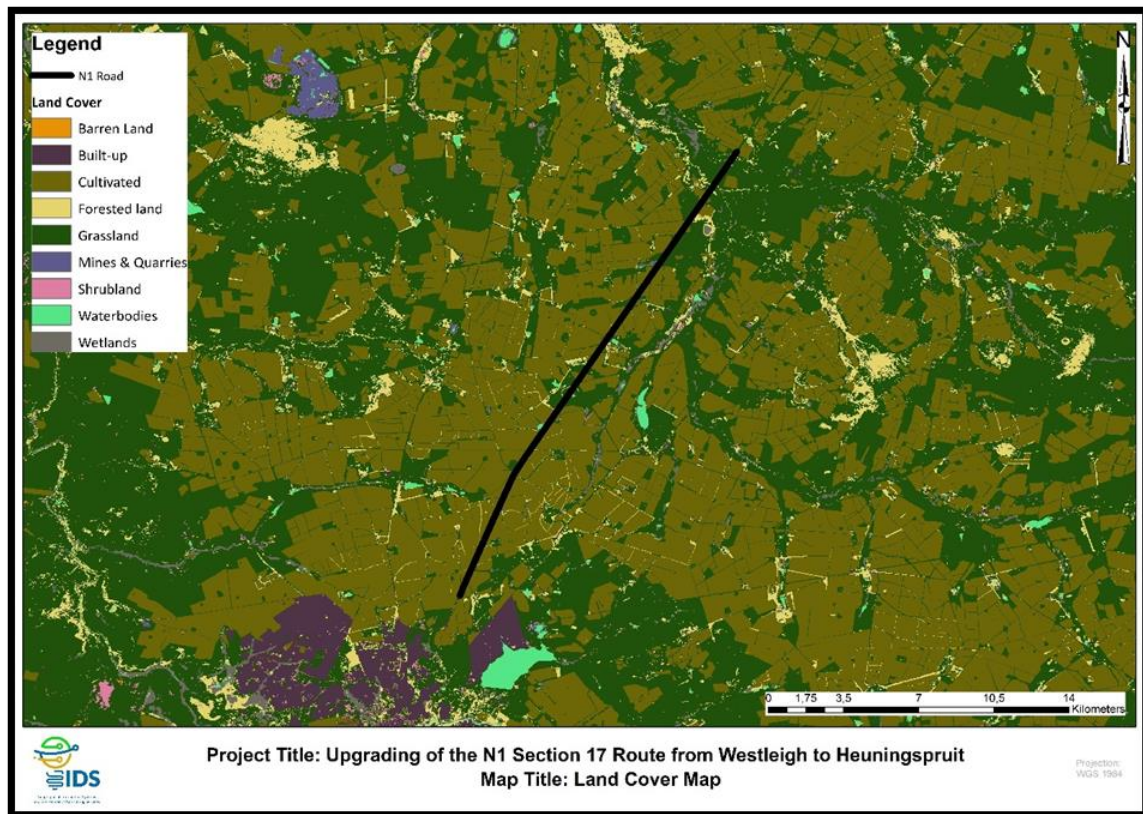 Legend
N1 Road
Land Cover
Barren Land
Built-up
Cultivated
Forested land
Grassland
Mines & Quarries
Shrubland
Waterbodies
Wetlands
N
0 1,75 3,5 7 10,5 14
Kilometers
Project Title: Upgrading of the N1 Section 17 Route from Westleigh to Heuningspruit
Map Title: Land Cover Map
IDS
Projection:
WGS 1984